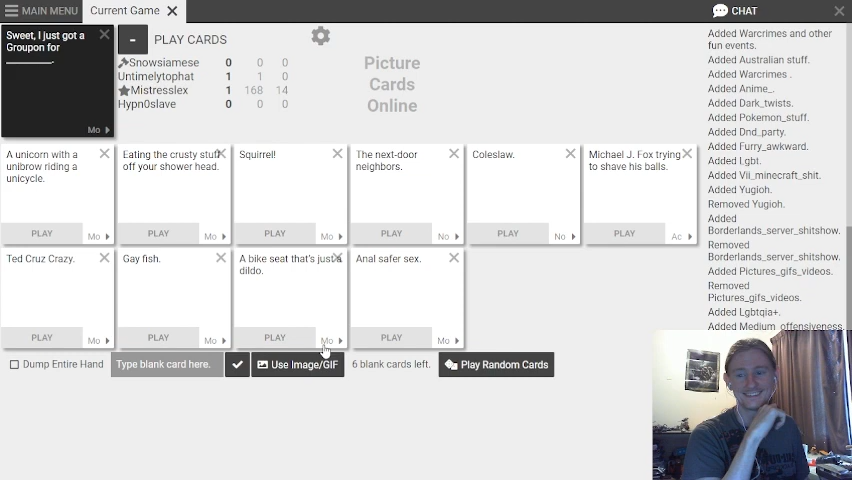 MAIN MENU
Current Game
CHAT
Sweet, I just got a
Groupon for
________.
Mo
-
PLAY CARDS
Snowsiamese 0 0 0
Untimelytophat 1 1 0
Mistresslex 1 168 14
Hypn0slave 0 0 0
Picture
Cards
Online
A unicorn with a
unibrow riding a
unicycle.
PLAY
Mo
Eating the crusty stuff
off your shower head.
PLAY
Mo
Squirrel!
PLAY
Mo
The next-door
neighbors.
PLAY
No
Coleslaw.
PLAY
No
Michael J. Fox trying
to shave his balls.
PLAY
Ac
Ted Cruz Crazy.
PLAY
Mo
Gay fish.
PLAY
Mo
A bike seat that's just a
dildo.
PLAY
Mo
Anal safer sex.
PLAY
Mo
Dump Entire Hand
Type blank card here.
Use Image/GIF
6 blank cards left.
Play Random Cards
Added Warcrimes and other
fun events.
Added Australian stuff.
Added Warcrimes .
Added Anime_.
Added Dark_twists.
Added Pokemon_stuff.
Added Dnd_party.
Added Furry_awkward.
Added Lgbt.
Added Vii_minecraft_shit.
Added Yugioh.
Removed Yugioh.
Added
Borderlands_server_shitshow.
Removed
Borderlands_server_shitshow.
Added Pictures_gifs_videos.
Removed
Pictures_gifs_videos.
Added Lgbtqia+.
Added Medium_offensiveness